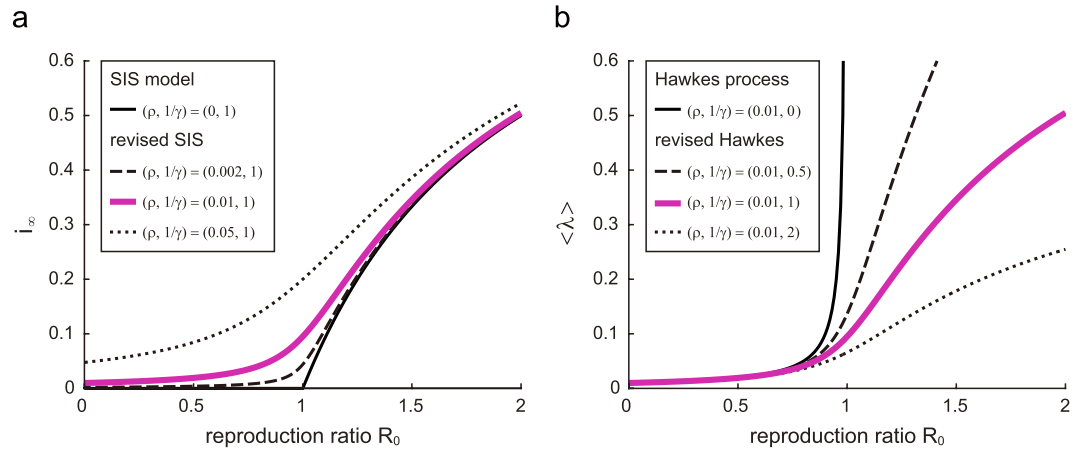 a
0.6
0.5
0.4
0.3
0.2
0.1
0
i∞
SIS model
(ρ, 1/γ) = (0, 1)
revised SIS
(ρ, 1/γ) = (0.002, 1)
(ρ, 1/γ) = (0.01, 1)
(ρ, 1/γ) = (0.05, 1)
0 0.5 1 1.5 2
reproduction ratio R₀
b
0.6
0.5
0.4
0.3
0.2
0.1
0
<λ>
Hawkes process
(ρ, 1/γ) = (0.01, 0)
revised Hawkes
(ρ, 1/γ) = (0.01, 0.5)
(ρ, 1/γ) = (0.01, 1)
(ρ, 1/γ) = (0.01, 2)
0 0.5 1 1.5 2
reproduction ratio R₀